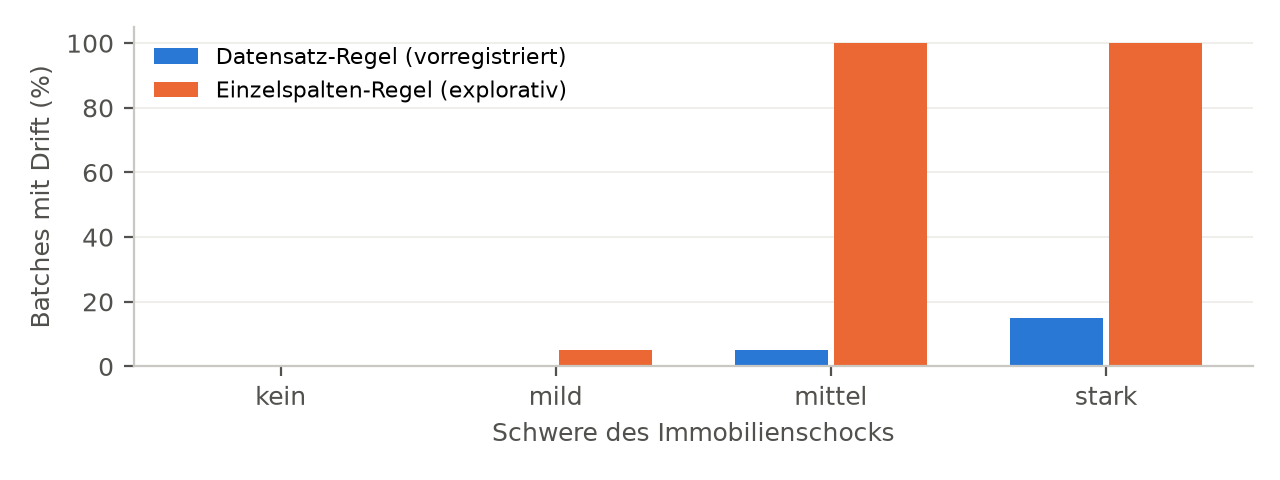 Datensatz-Regel (vorregistriert)
Einzelspalten-Regel (explorativ)
Batches mit Drift (%)
100
80
60
40
20
0
kein mild mittel stark
Schwere des Immobilienschocks